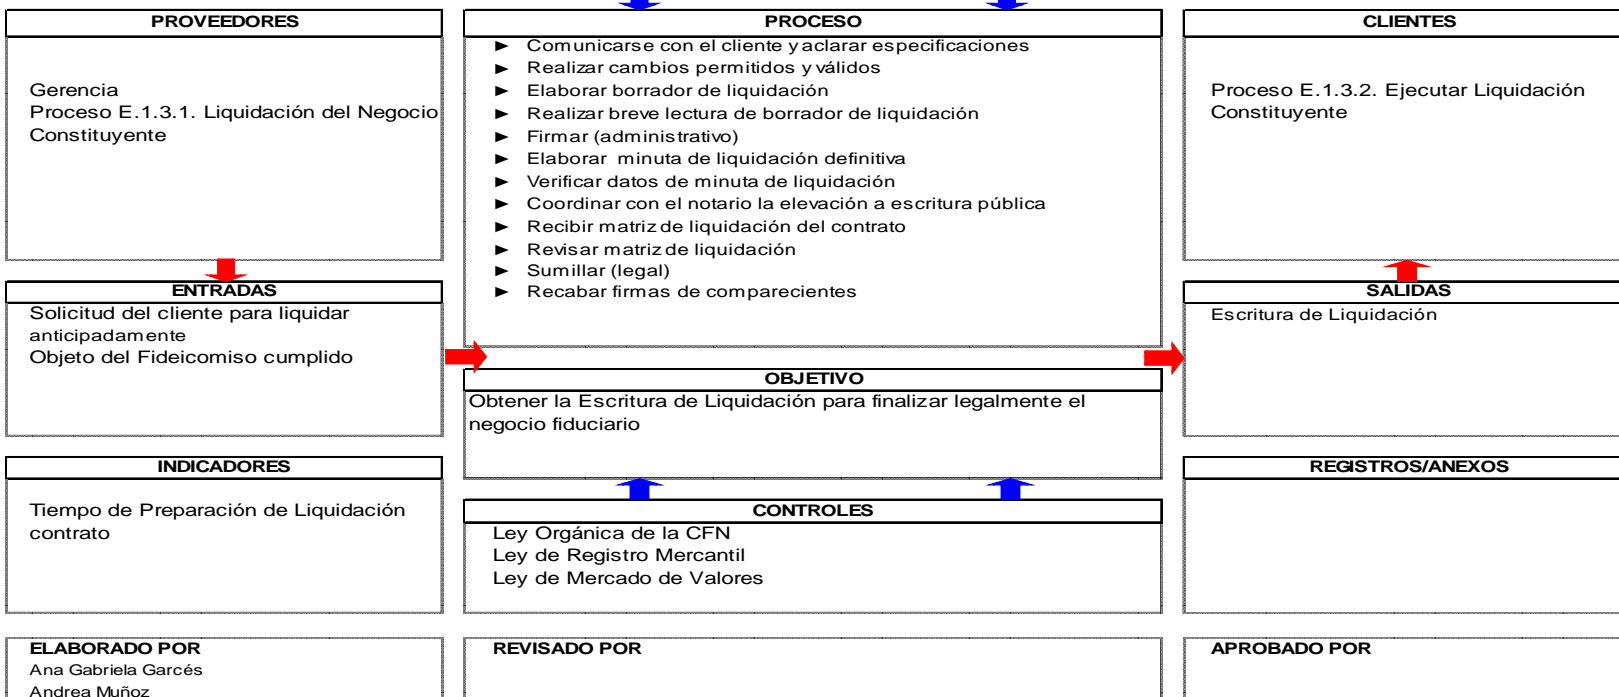 PROVEEDORES
Gerencia
Proceso E.1.3.1. Liquidación del Negocio
Constituyente
PROCESO
► Comunicarse con el cliente y aclarar especificaciones
► Realizar cambios permitidos y válidos
► Elaborar borrador de liquidación
► Realizar breve lectura de borrador de liquidación
► Firmar (administrativo)
► Elaborar minuta de liquidación definitiva
► Verificar datos de minuta de liquidación
► Coordinar con el notario la elevación a escritura pública
► Recibir matriz de liquidación del contrato
► Revisar matriz de liquidación
► Sumillar (legal)
► Recabar firmas de comparecientes
CLIENTES
Proceso E.1.3.2. Ejecutar Liquidación
Constituyente
ENTRADAS
Solicitud del cliente para liquidar
anticipadamente
Objeto del Fideicomiso cumplido
SALIDAS
Escritura de Liquidación
OBJETIVO
Obtener la Escritura de Liquidación para finalizar legalmente el
negocio fiduciario
INDICADORES
Tiempo de Preparación de Liquidación
contrato
CONTROLES
Ley Orgánica de la CFN
Ley de Registro Mercantil
Ley de Mercado de Valores
REGISTROS/ANEXOS
ELABORADO POR
Ana Gabriela Garcés
Andrea Muñoz
REVISADO POR
APROBADO POR